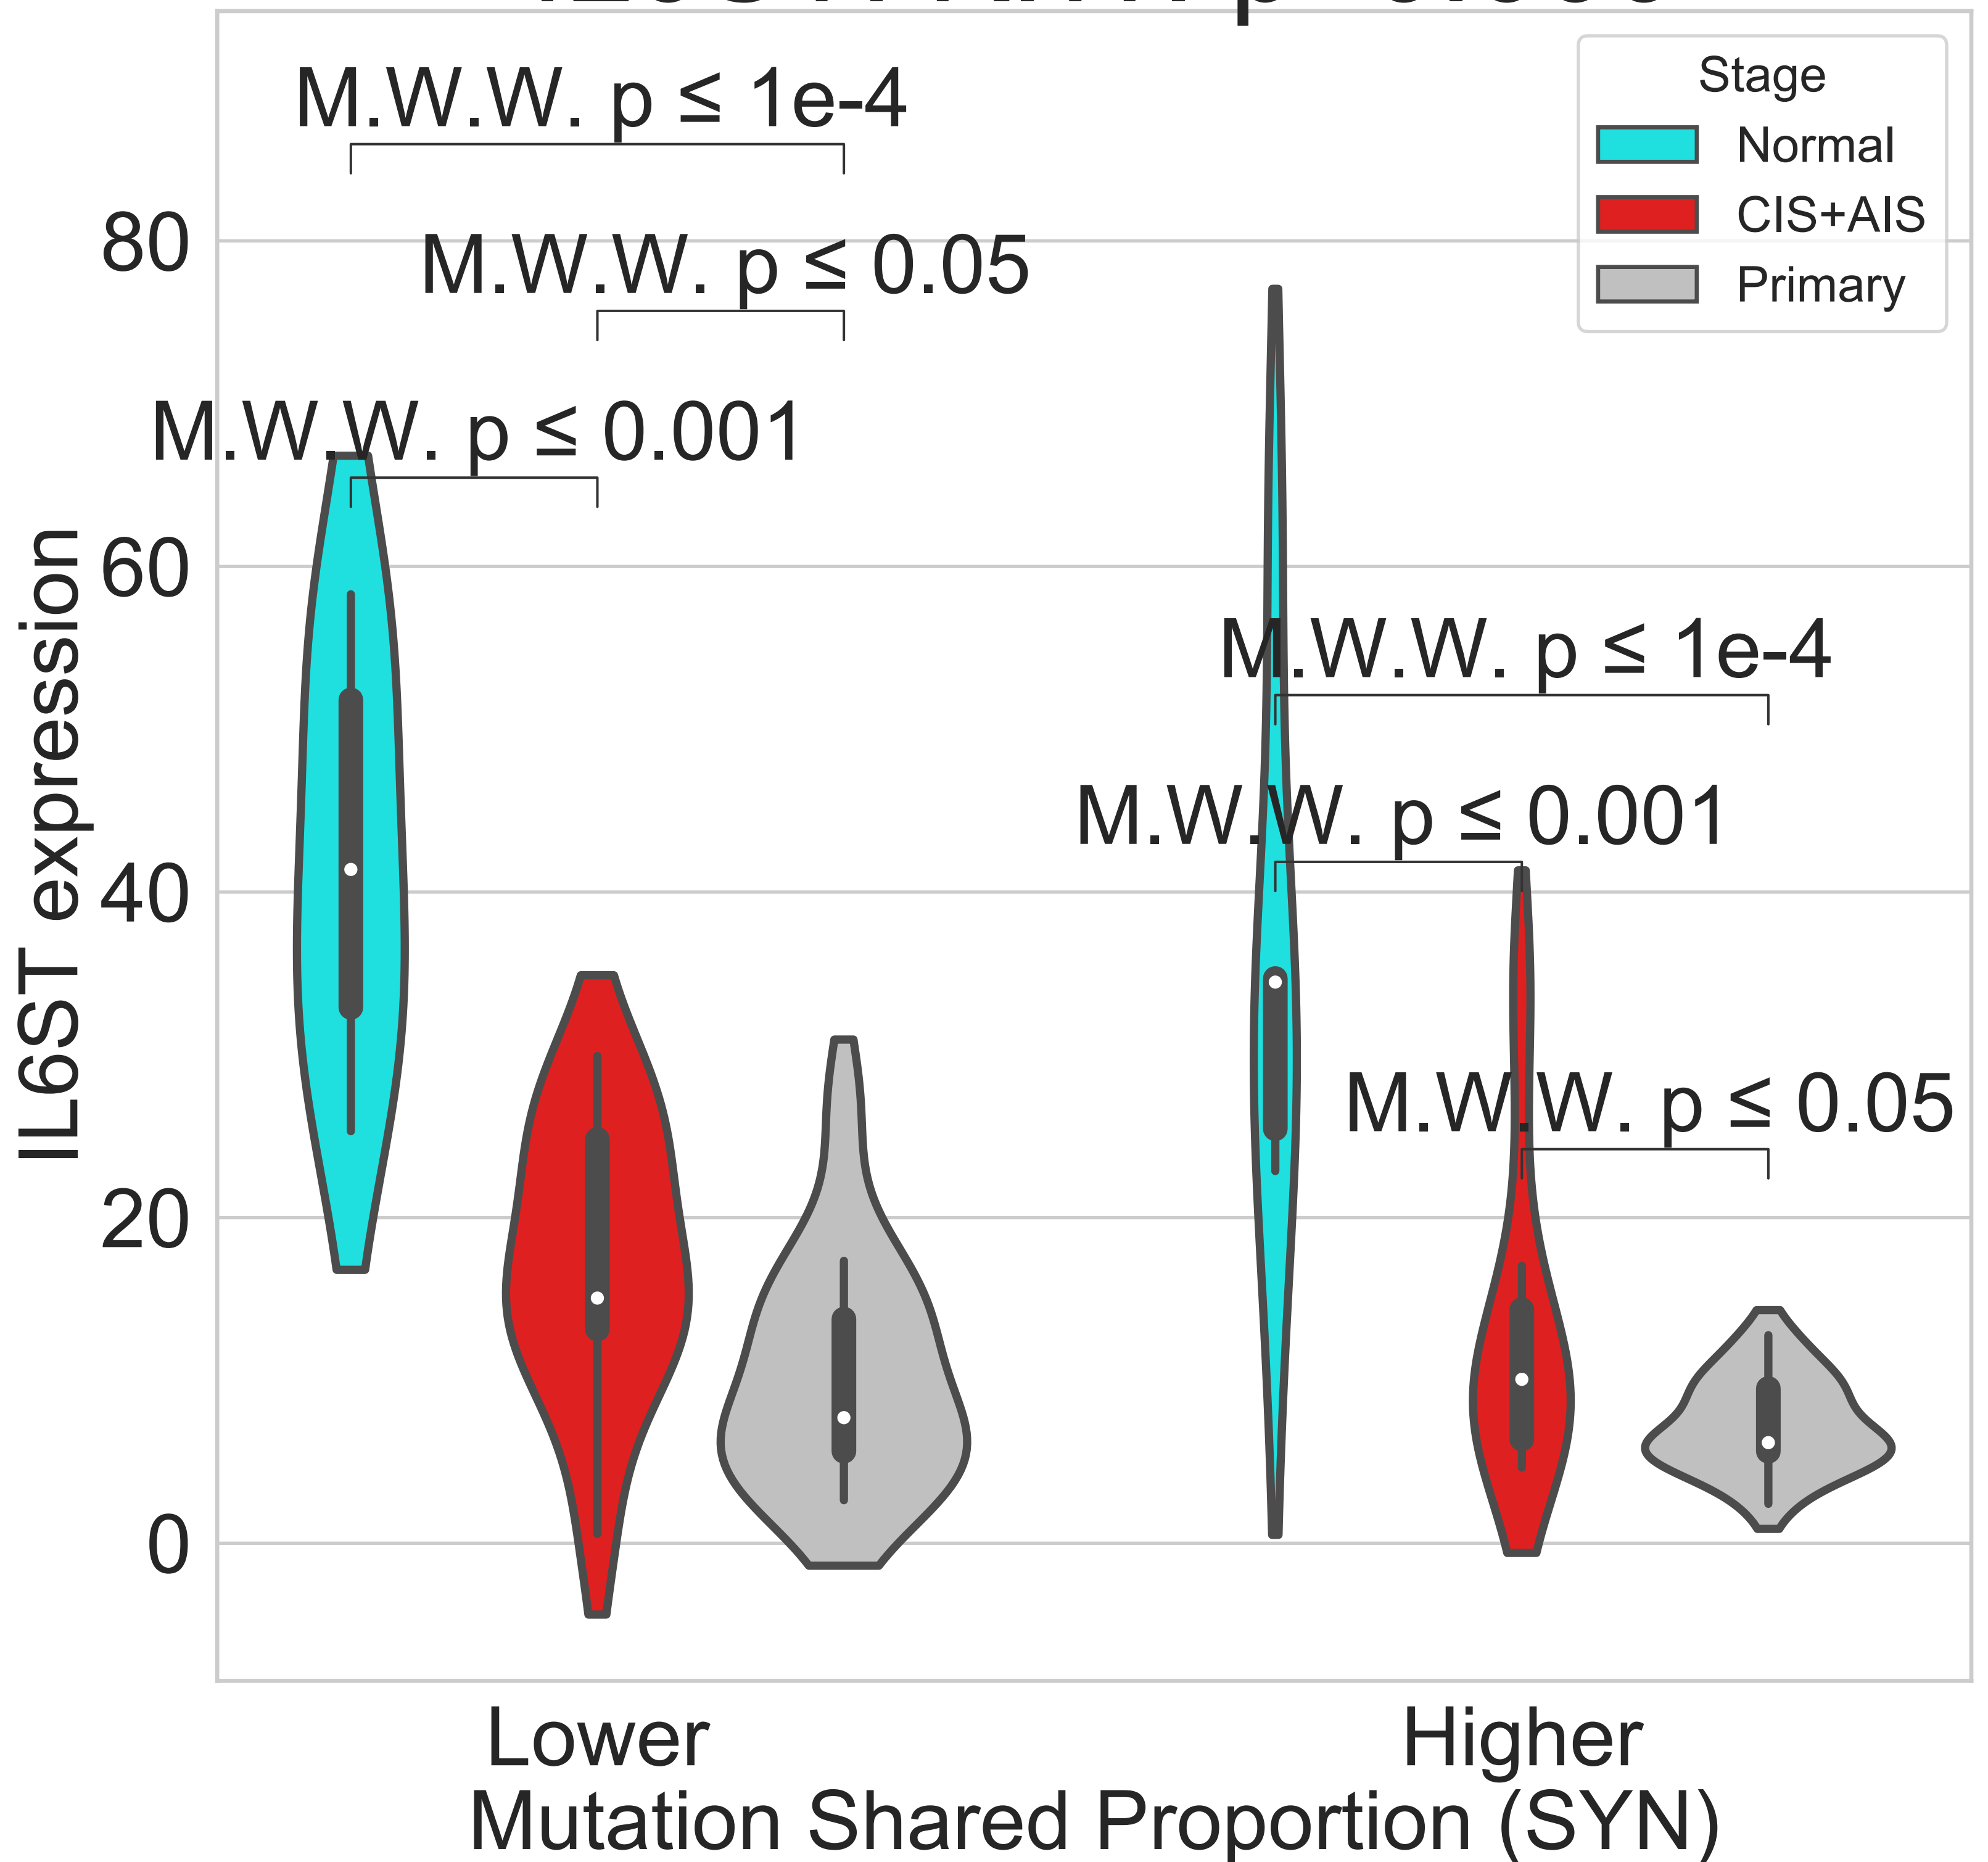 Stage
Normal
CIS+AIS
Primary
M.W.W. p ≤ 1e-4
M.W.W. p ≤ 0.05
M.W.W. p ≤ 0.001
M.W.W. p ≤ 1e-4
M.W.W. p ≤ 0.001
M.W.W. p ≤ 0.05
80
60
40
20
0
IL6ST expression
Lower
Higher
Mutation Shared Proportion (SYN)